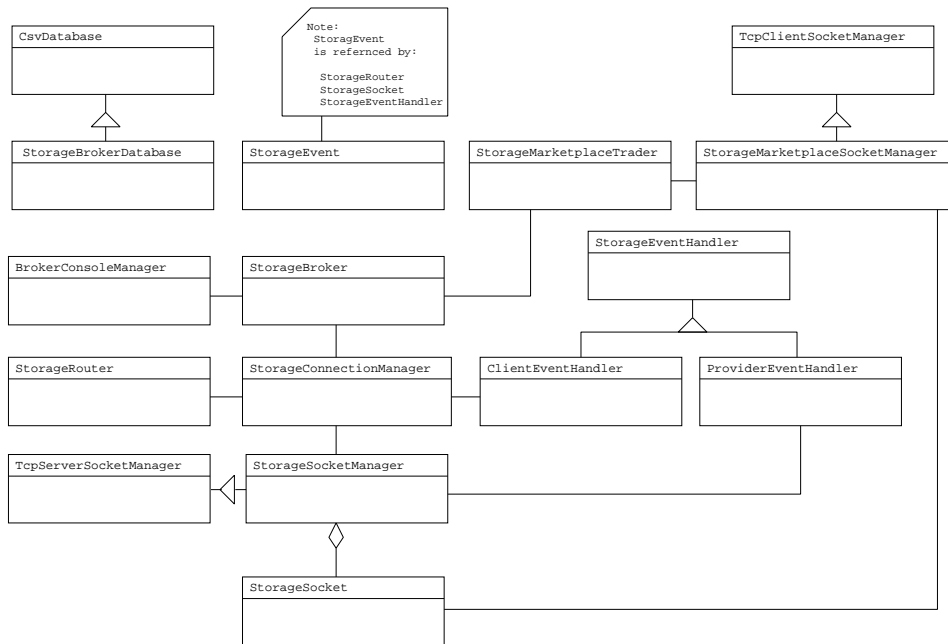 Note:
StoragEvent
is refernced by:
StorageRouter
StorageSocket
StorageEventHandler
CsvDatabase
TcpClientSocketManager
StorageBrokerDatabase
StorageEvent
StorageMarketplaceTrader
StorageMarketplaceSocketManager
StorageEventHandler
BrokerConsoleManager
StorageBroker
StorageRouter
StorageConnectionManager
ClientEventHandler
ProviderEventHandler
TcpServerSocketManager
StorageSocketManager
StorageSocket